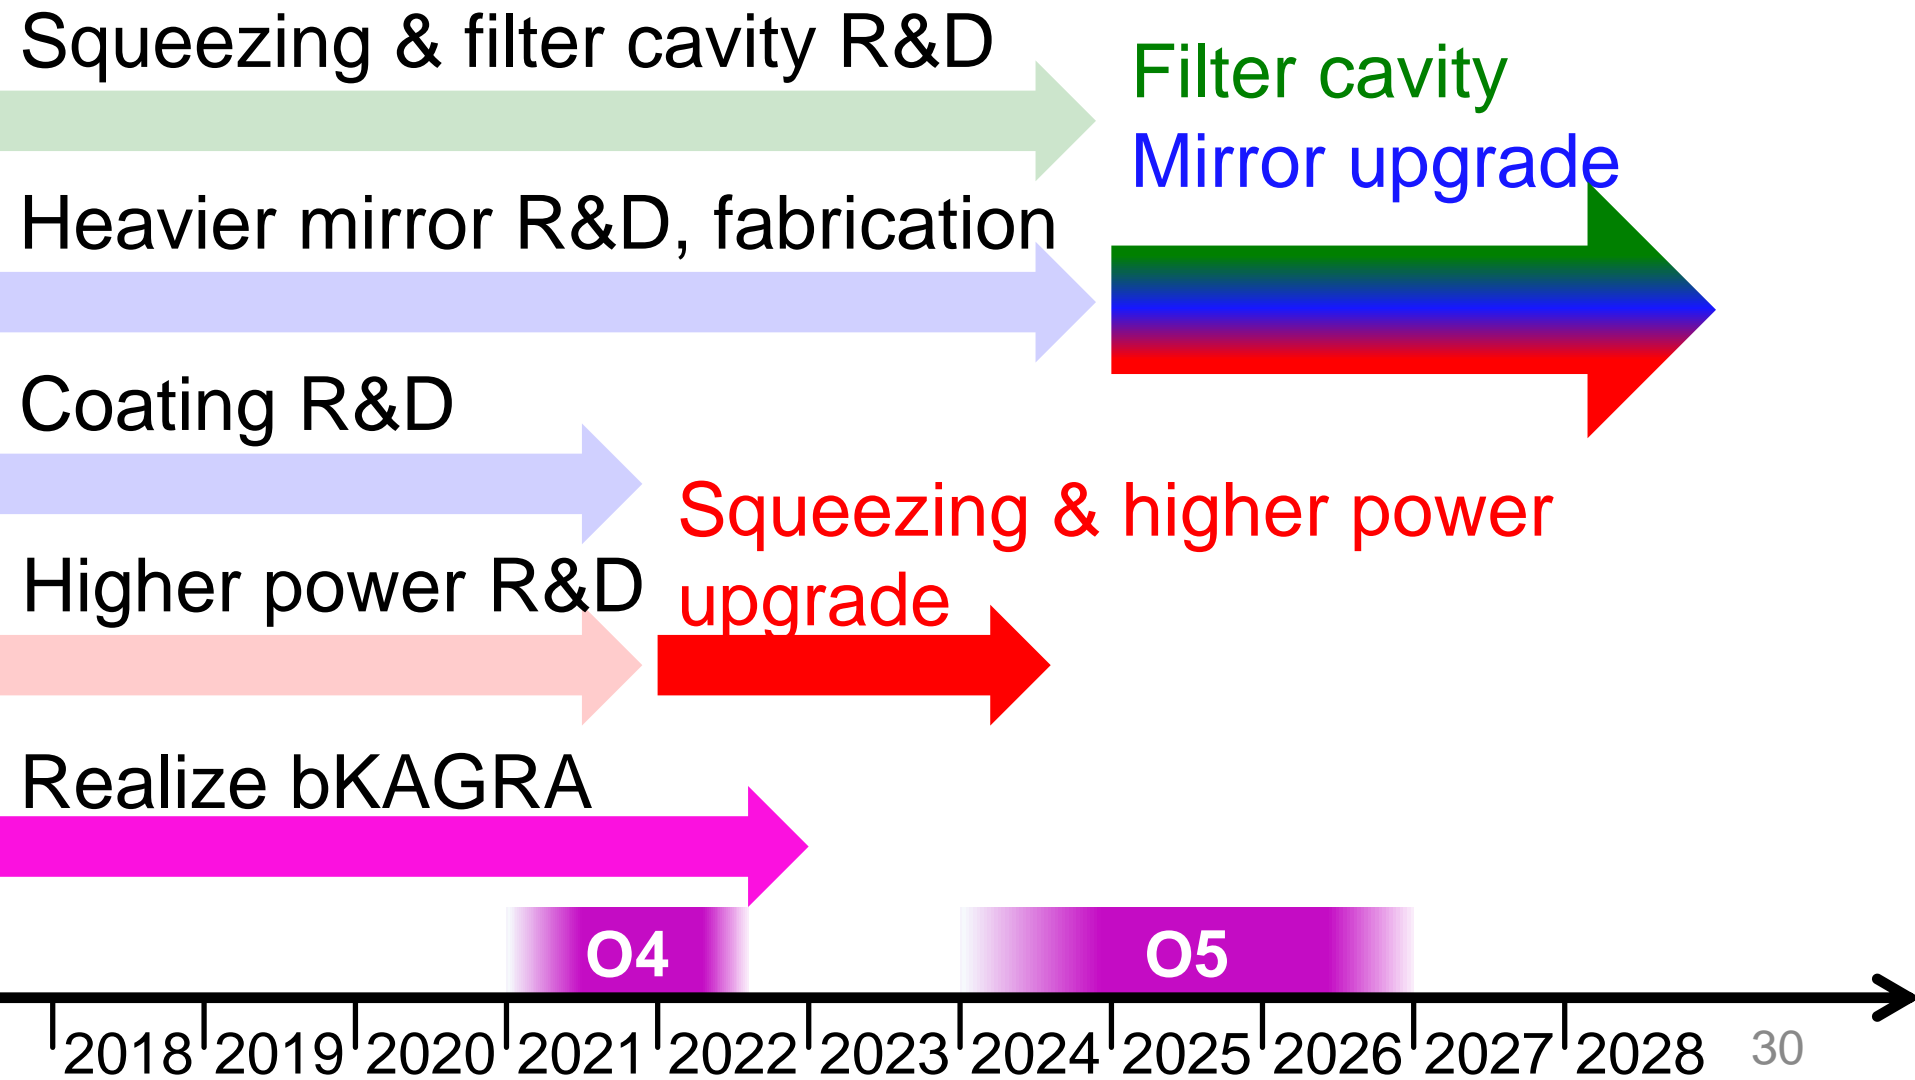 Squeezing & filter cavity R&D
Filter cavity
Mirror upgrade
Heavier mirror R&D, fabrication
Coating R&D
Squeezing & higher power
upgrade
Higher power R&D
Realize bKAGRA
O4
O5
2018 2019 2020 2021 2022 2023 2024 2025 2026 2027 2028
30